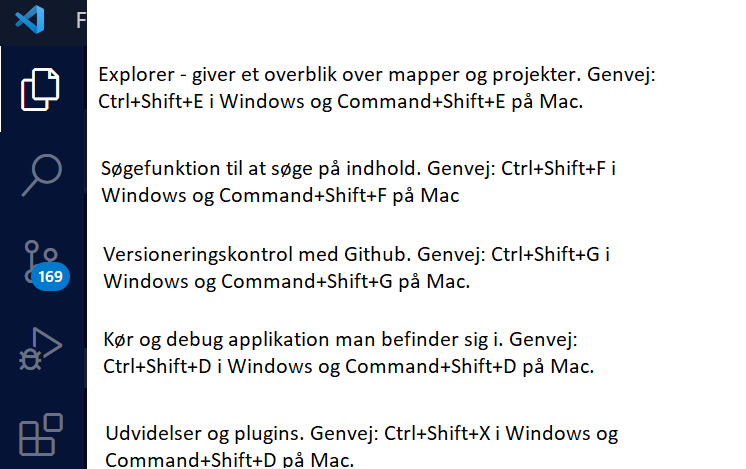 F
Explorer - giver et overblik over mapper og projekter. Genvej:
Ctrl+Shift+E i Windows og Command+Shift+E på Mac.
Søgefunktion til at søge på indhold. Genvej: Ctrl+Shift+F i
Windows og Command+Shift+F på Mac
Versioneringskontrol med Github. Genvej: Ctrl+Shift+G i
Windows og Command+Shift+G på Mac.
169
Kør og debug applikation man befinder sig i. Genvej:
Ctrl+Shift+D i Windows og Command+Shift+D på Mac.
Udvidelser og plugins. Genvej: Ctrl+Shift+X i Windows og
Command+Shift+D på Mac.